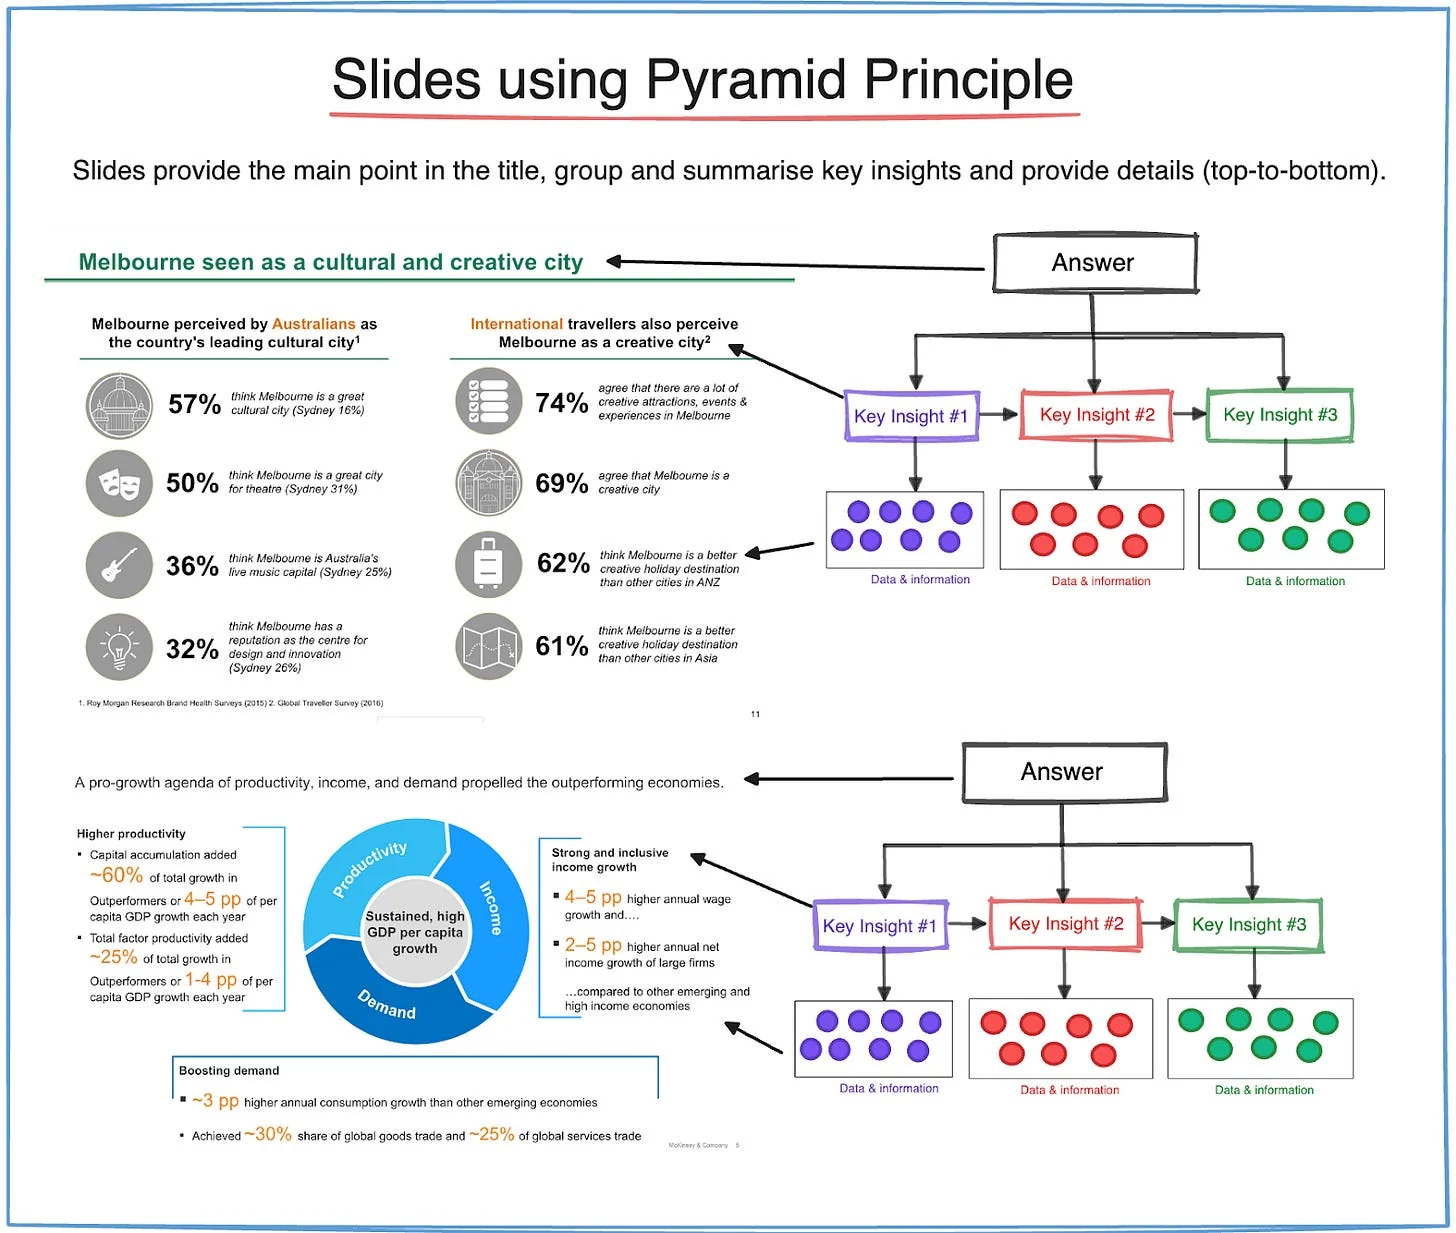 Slides using Pyramid Principle
Slides provide the main point in the title, group and summarise key insights and provide details (top-to-bottom).
Melbourne seen as a cultural and creative city
Melbourne perceived by Australians as
the country's leading cultural city1
57%
think Melbourne is a great
cultural city (Sydney 16%)
50%
think Melbourne is a great city
for theatre (Sydney 31%)
36%
think Melbourne is Australia's
live music capital (Sydney 25%)
32%
think Melbourne has a
reputation as the centre for
design and innovation
(Sydney 26%)
International travellers also perceive
Melbourne as a creative city2
74%
agree that there are a lot of
creative attractions, events &
experiences in Melbourne
69%
agree that Melbourne is a
creative city
62%
think Melbourne is a better
creative holiday destination
than other cities in ANZ
61%
think Melbourne is a better
creative holiday destination
than other cities in Asia
1. Roy Morgan Research Brand Health Surveys (2015) 2. Global Traveller Survey (2016)
11
Answer
Key Insight #1
Key Insight #2
Key Insight #3
Data & information
Data & information
Data & information
A pro-growth agenda of productivity, income, and demand propelled the outperforming economies.
Higher productivity
▪ Capital accumulation added
~60% of total growth in
Outperformers or 4–5 pp of per
capita GDP growth each year
▪ Total factor productivity added
~25% of total growth in
Outperformers or 1-4 pp of per
capita GDP growth each year
Productivity
Income
Demand
Sustained, high
GDP per capita
growth
Strong and inclusive
income growth
▪ 4–5 pp higher annual wage
growth and….
▪ 2–5 pp higher annual net
income growth of large firms
…compared to other emerging and
high income economies
Boosting demand
▪ ~3 pp higher annual consumption growth than other emerging economies
▪ Achieved ~30% share of global goods trade and ~25% of global services trade
McKinsey & Company 5
Answer
Key Insight #1
Key Insight #2
Key Insight #3
Data & information
Data & information
Data & information